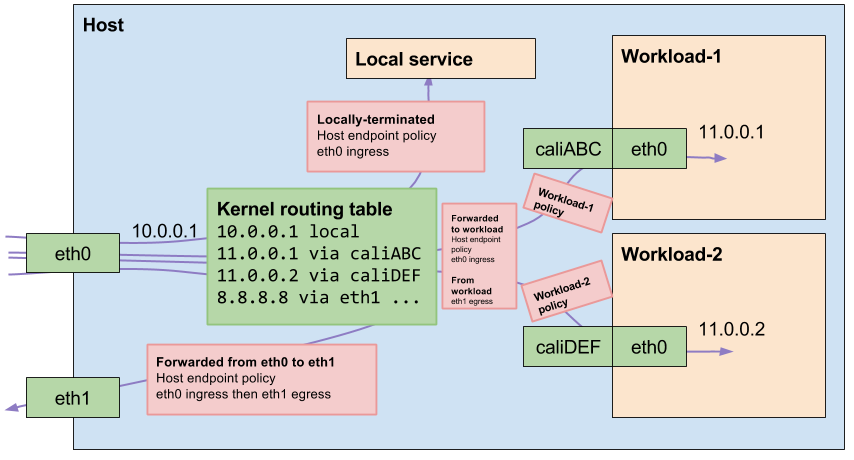 Host
Local service
Workload-1
Locally-terminated
Host endpoint policy
eth0 ingress
caliABC
eth0
11.0.0.1
Workload-1
policy
Kernel routing table
10.0.0.1 local
11.0.0.1 via caliABC
11.0.0.2 via caliDEF
8.8.8.8 via eth1 ...
eth0
10.0.0.1
Forwarded
to workload
Host endpoint
policy
eth0 ingress
From
workload
eth1 egress
Workload-2
Workload-2
policy
caliDEF
eth0
11.0.0.2
Forwarded from eth0 to eth1
Host endpoint policy
eth0 ingress then eth1 egress
eth1